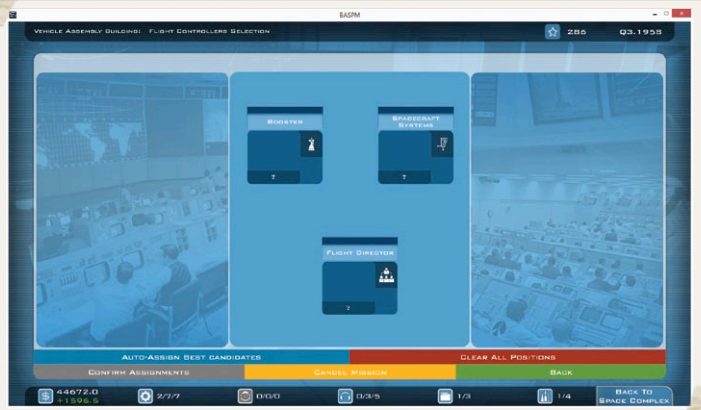 BASPM
Vehicle Assembly Building: Flight Controllers Selection
286
Q3.1958
Booster
?
Spacecraft
Systems
?
Flight Director
?
Auto-Assign Best candidates
Clear All Positions
Confirm Assignments
Cancel Mission
Back
$
44672.0
+1596.5
2/7/7
0/0/0
0/3/5
1/3
1/4
Back To
Space Complex